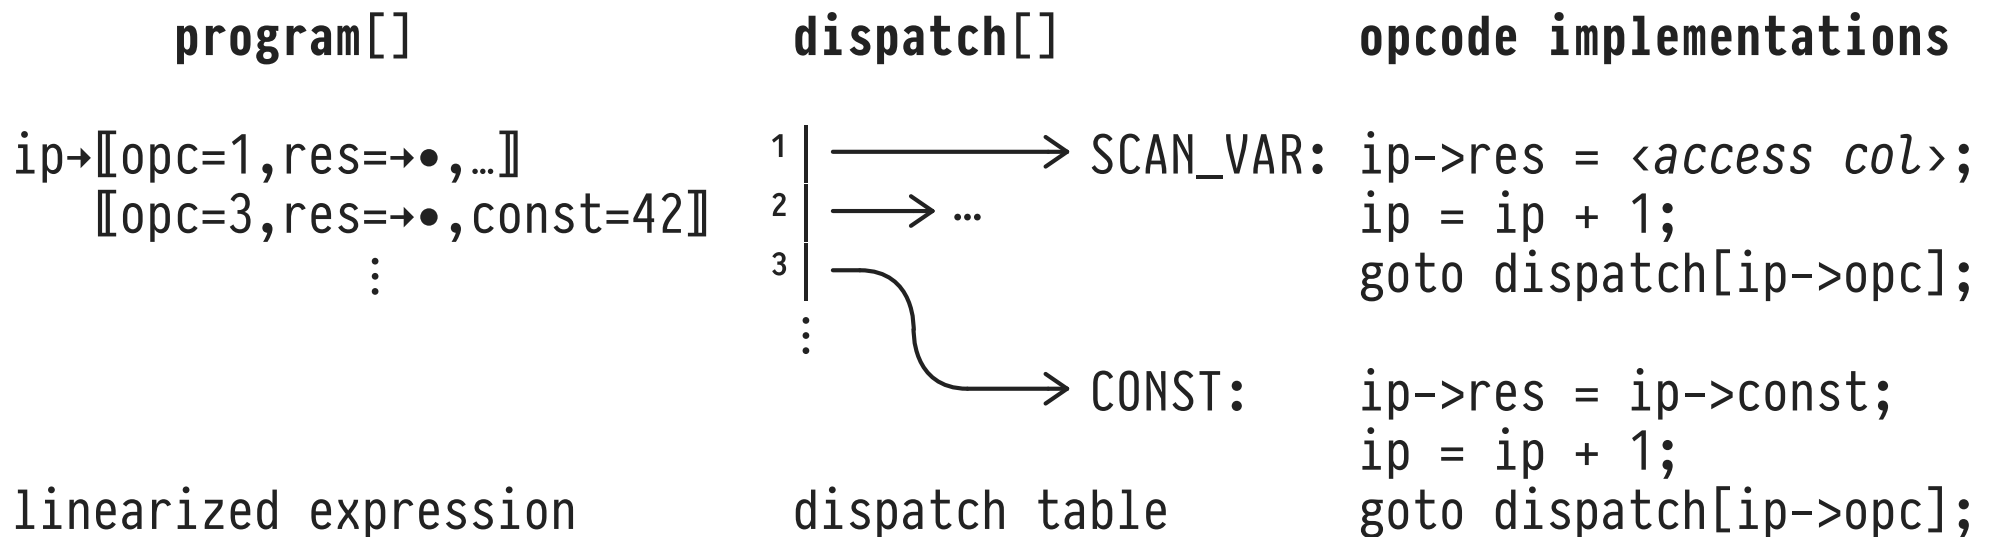 program[]
dispatch[]
opcode implementations
ip→⟦opc=1,res=→•,…⟧
⟦opc=3,res=→•,const=42⟧
⋮
1
2
…
3
⋮
SCAN_VAR:
ip->res = ‹access col›;
ip = ip + 1;
goto dispatch[ip->opc];
CONST:
ip->res = ip->const;
ip = ip + 1;
goto dispatch[ip->opc];
linearized expression
dispatch table